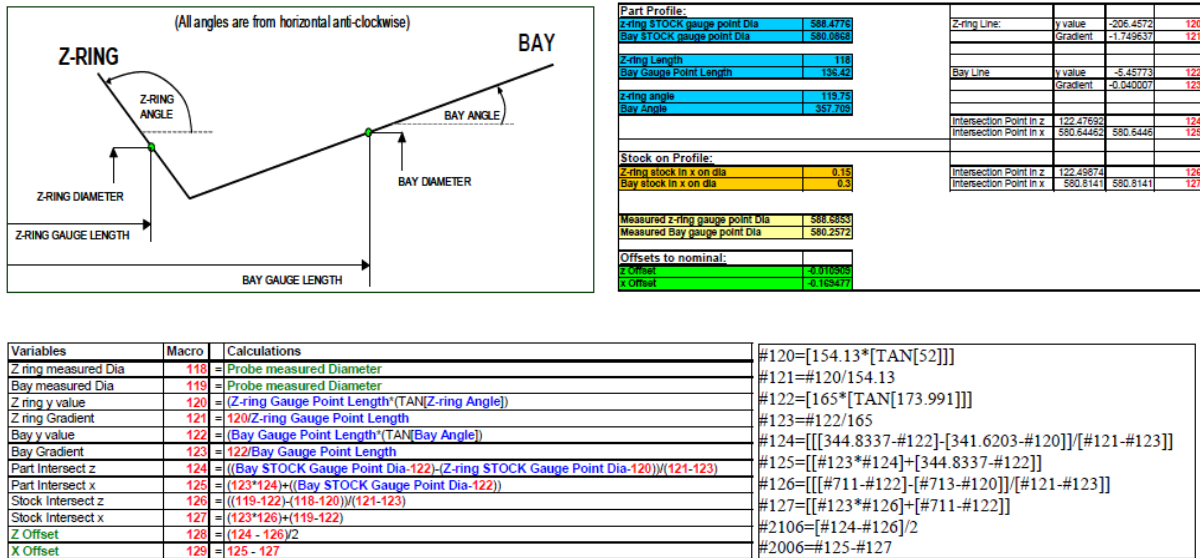 (All angles are from horizontal anti-clockwise)
Z-RING
BAY
Z-RING
ANGLE
BAY ANGLE
Z-RING DIAMETER
BAY DIAMETER
Z-RING GAUGE LENGTH
BAY GAUGE LENGTH
Part Profile:
z-ring STOCK gauge point Dia 588.4776 Z-ring Line: y value -206.4572 120
Bay STOCK gauge point Dia 580.0868 Gradient -1.749637 121
Z-ring Length 118
Bay Gauge Point Length 136.42 Bay Line y value -5.45773 122
Gradient -0.040007 123
z-ring angle 119.75
Bay Angle 357.709
Intersection Point in z 122.47692 124
Intersection Point in x 580.64462 580.6446 125
Stock on Profile:
Z-ring stock in x on dia 0.15 Intersection Point in z 122.49874 126
Bay stock in x on dia 0.3 Intersection Point in x 580.8141 580.8141 127
Measured z-ring gauge point Dia 588.6853
Measured Bay gauge point Dia 580.2572
Offsets to nominal:
z Offset -0.010909
x Offset -0.169477
Variables Macro Calculations
Z ring measured Dia 118 = Probe measured Diameter
Bay measured Dia 119 = Probe measured Diameter
Z ring y value 120 = (Z-ring Gauge Point Length*(TAN[Z-ring Angle])
Z ring Gradient 121 = 120/Z-ring Gauge Point Length
Bay y value 122 = (Bay Gauge Point Length*(TAN[Bay Angle])
Bay Gradient 123 = 122/Bay Gauge Point Length
Part Intersect z 124 = ((Bay STOCK Gauge Point Dia-122)-(Z-ring STOCK Gauge Point Dia-120))/(121-123)
Part Intersect x 125 = (123*124)+((Bay STOCK Gauge Point Dia-122))
Stock Intersect z 126 = ((119-122)-(118-120))/(121-123)
Stock Intersect x 127 = (123*126)+(119-122)
Z Offset 128 = (124 - 126)/2
X Offset 129 = 125 - 127
#120=[154.13*[TAN[52]]]
#121=#120/154.13
#122=[165*[TAN[173.991]]]
#123=#122/165
#124=[[[344.8337-#122]-[341.6203-#120]]/[#121-#123]]
#125=[[#123*#124]+[344.8337-#122]]
#126=[[[#711-#122]-[#713-#120]]/[#121-#123]]
#127=[[#123*#126]+[#711-#122]]
#2106=[#124-#126]/2
#2006=#125-#127